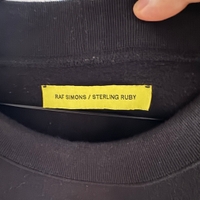 RAF SIMONS / STERLING RUBY